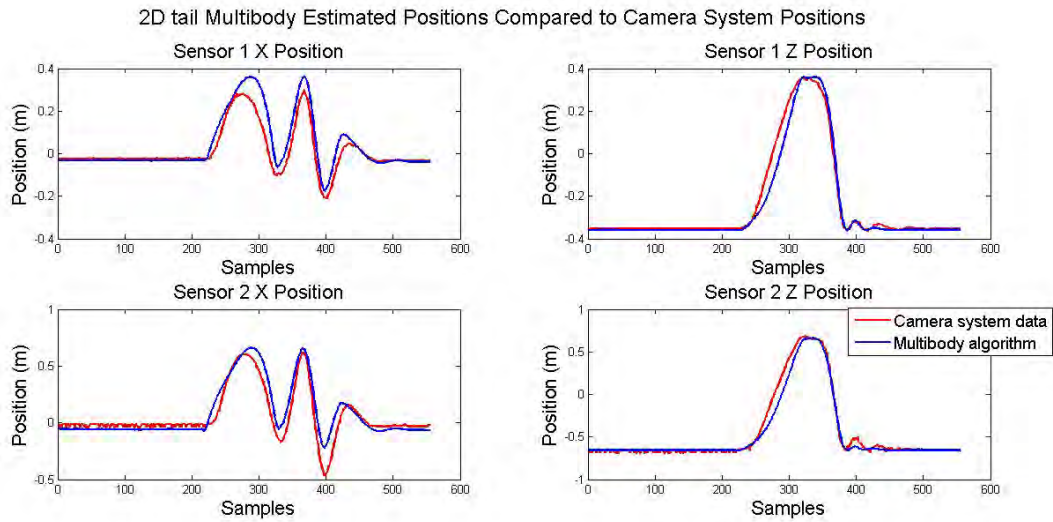 2D tail Multibody Estimated Positions Compared to Camera System Positions
Sensor 1 X Position
Position (m)
0.4
0.2
0
-0.2
-0.4
0 100 200 300 400 500 600
Samples
Sensor 1 Z Position
Position (m)
0.4
0.2
0
-0.2
-0.4
0 100 200 300 400 500 600
Samples
Sensor 2 X Position
Position (m)
1
0.5
0
-0.5
0 100 200 300 400 500 600
Samples
Sensor 2 Z Position
Position (m)
1
0.5
0
-0.5
-1
0 100 200 300 400 500 600
Samples
Camera system data
Multibody algorithm